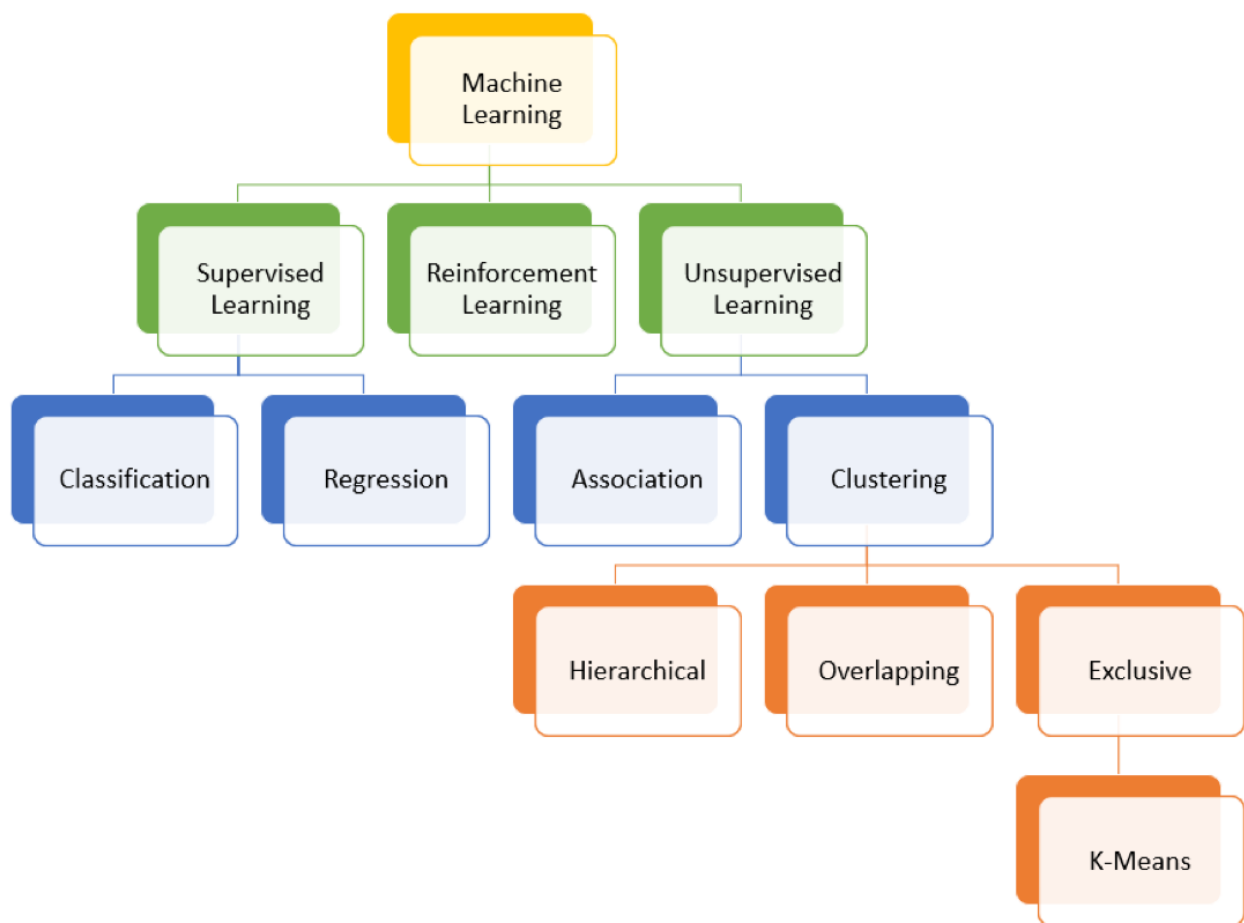 Machine
Learning
Supervised
Learning
Reinforcement
Learning
Unsupervised
Learning
Classification
Regression
Association
Clustering
Hierarchical
Overlapping
Exclusive
K-Means